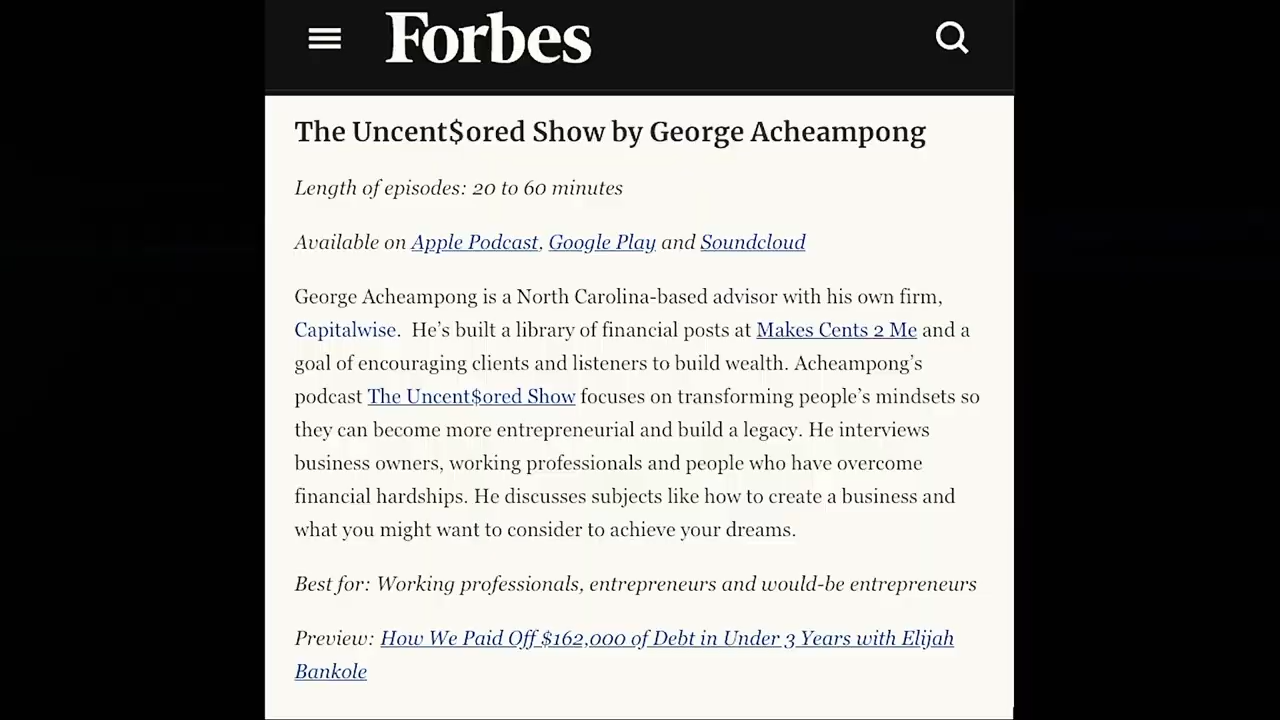 Forbes
The Uncent$ored Show by George Acheampong
Length of episodes: 20 to 60 minutes
Available on Apple Podcast, Google Play and Soundcloud
George Acheampong is a North Carolina-based advisor with his own firm,
Capitalwise. He’s built a library of financial posts at Makes Cents 2 Me and a
goal of encouraging clients and listeners to build wealth. Acheampong’s
podcast The Uncent$ored Show focuses on transforming people’s mindsets so
they can become more entrepreneurial and build a legacy. He interviews
business owners, working professionals and people who have overcome
financial hardships. He discusses subjects like how to create a business and
what you might want to consider to achieve your dreams.
Best for: Working professionals, entrepreneurs and would-be entrepreneurs
Preview: How We Paid Off $162,000 of Debt in Under 3 Years with Elijah
Bankole